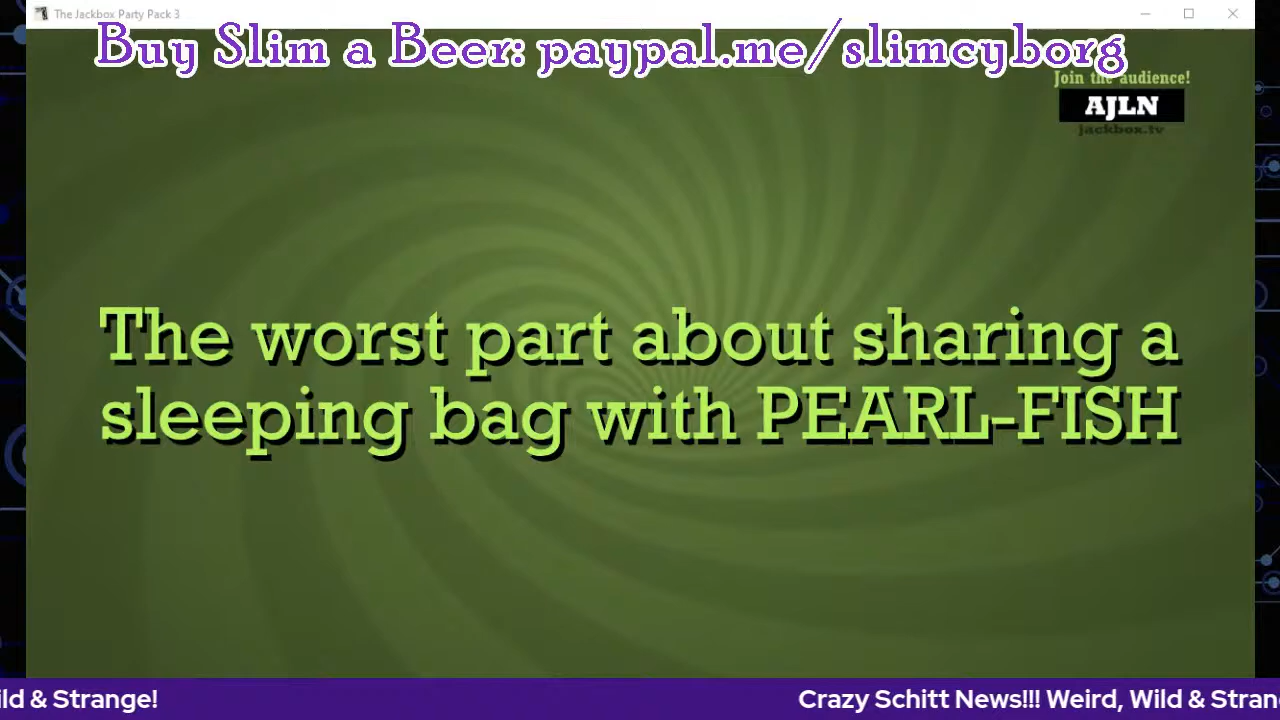 The Jackbox Party Pack 3
Buy Slim a Beer: paypal.me/slimcyborg
Join the audience!
AJLN
jackbox.tv
The worst part about sharing a
sleeping bag with PEARL-FISH
ild & Strange!
Crazy Schitt News!!! Weird, Wild & Stran